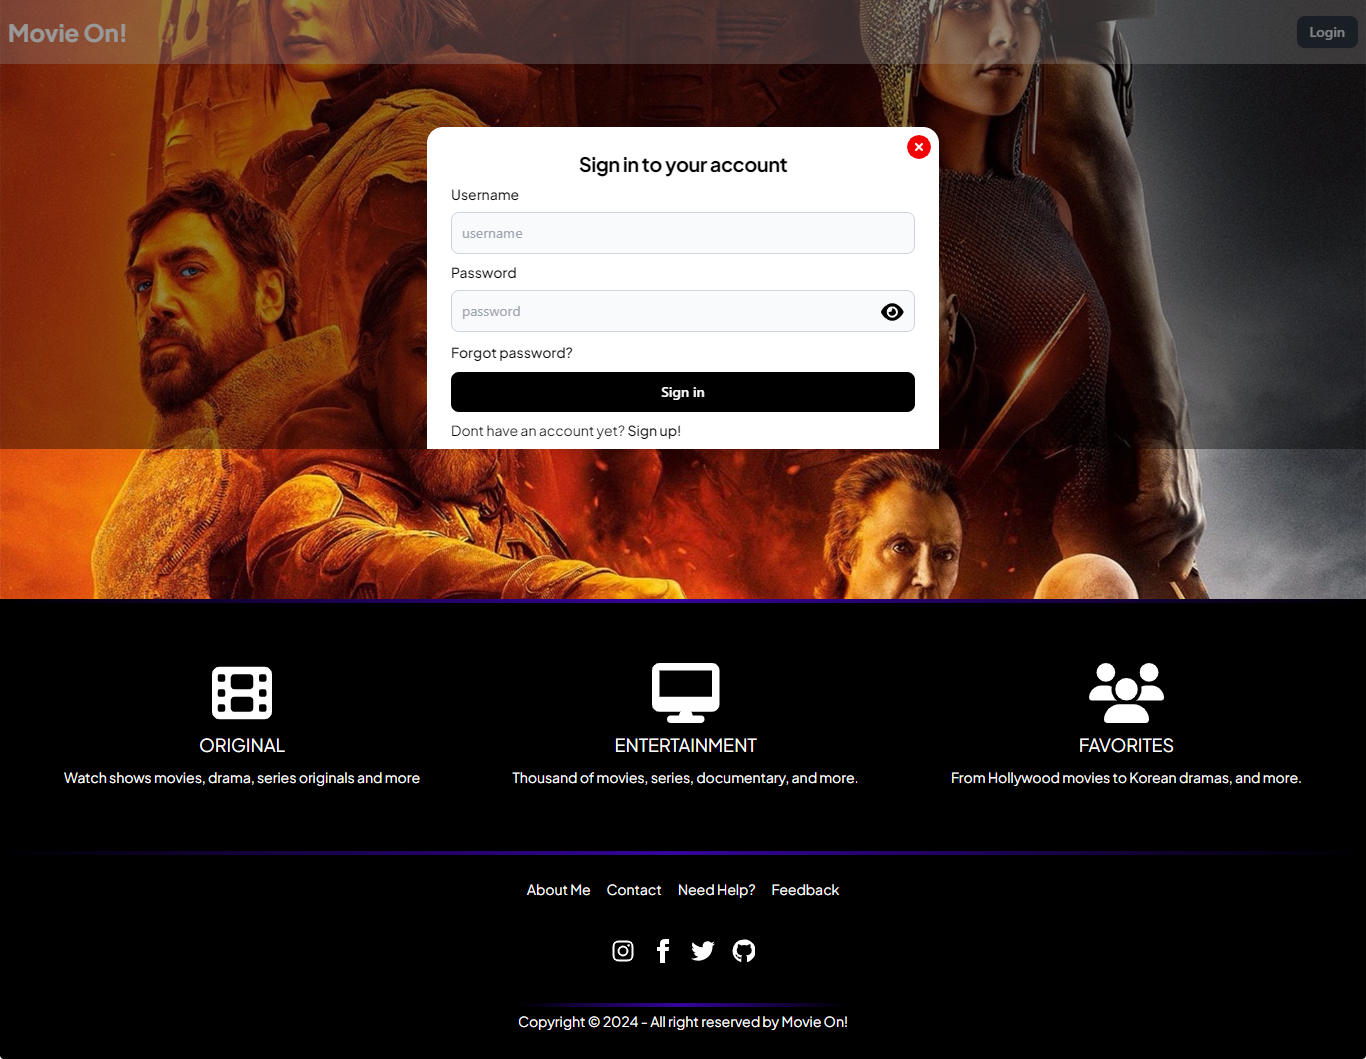 Movie On!
Login
Sign in to your account
Username
username
Password
password
Forgot password?
Sign in
Dont have an account yet? Sign up!
ORIGINAL
Watch shows movies, drama, series originals and more
ENTERTAINMENT
Thousand of movies, series, documentary, and more.
FAVORITES
From Hollywood movies to Korean dramas, and more.
About Me Contact Need Help? Feedback
Copyright © 2024 - All right reserved by Movie On!